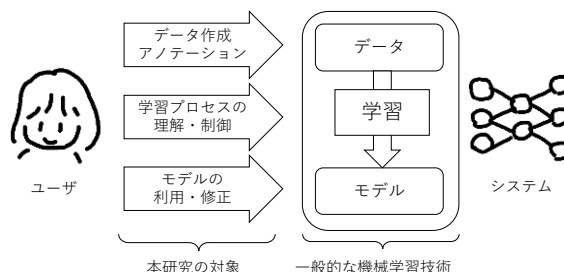 データ作成
アノテーション
データ
学習プロセスの
理解・制御
学習
モデルの
利用・修正
モデル
ユーザ
システム
本研究の対象
一般的な機械学習技術